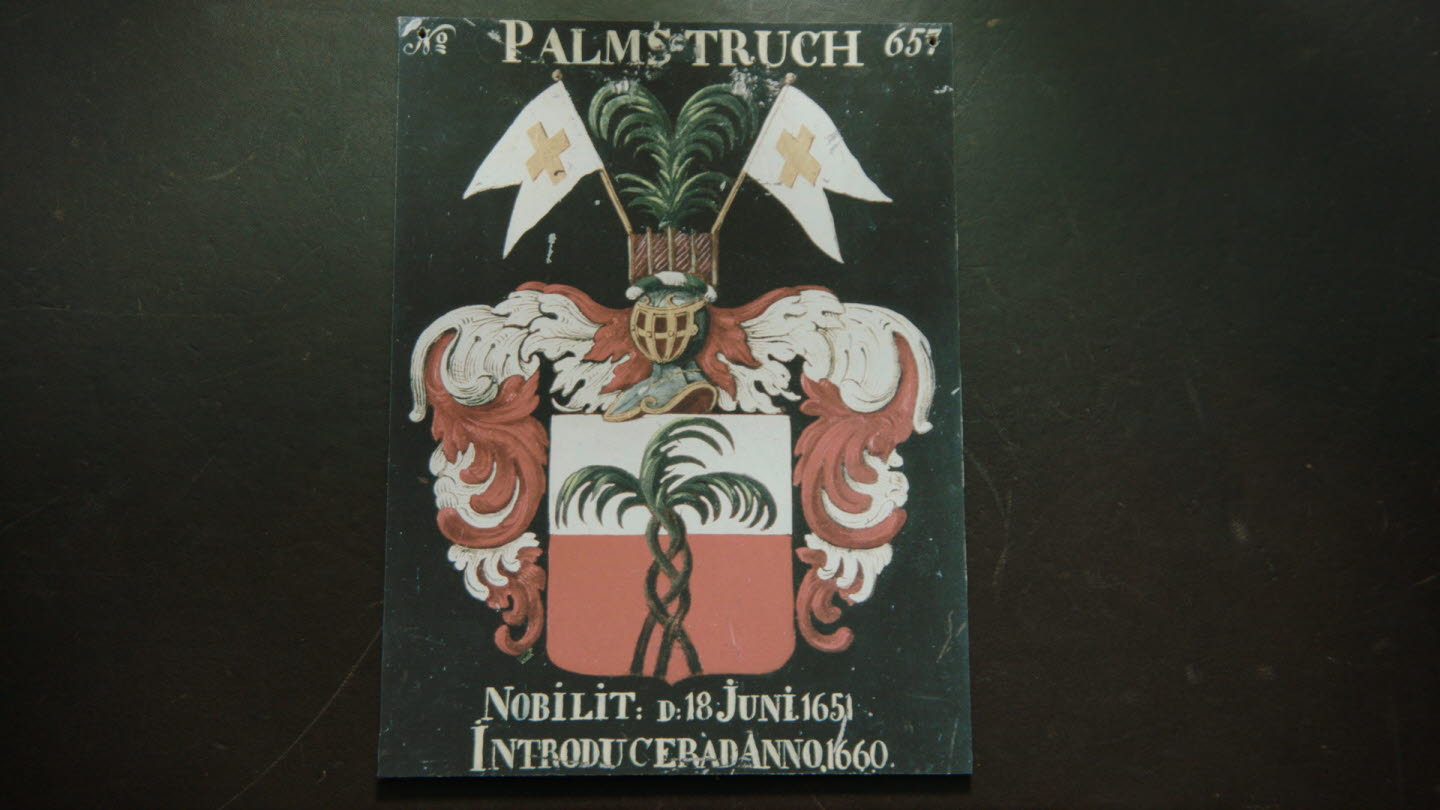 No PALMSTRUCH 657
NOBILIT: D: 18 JUNI. 1651
INTRODUCERAD ANNO, 1660.